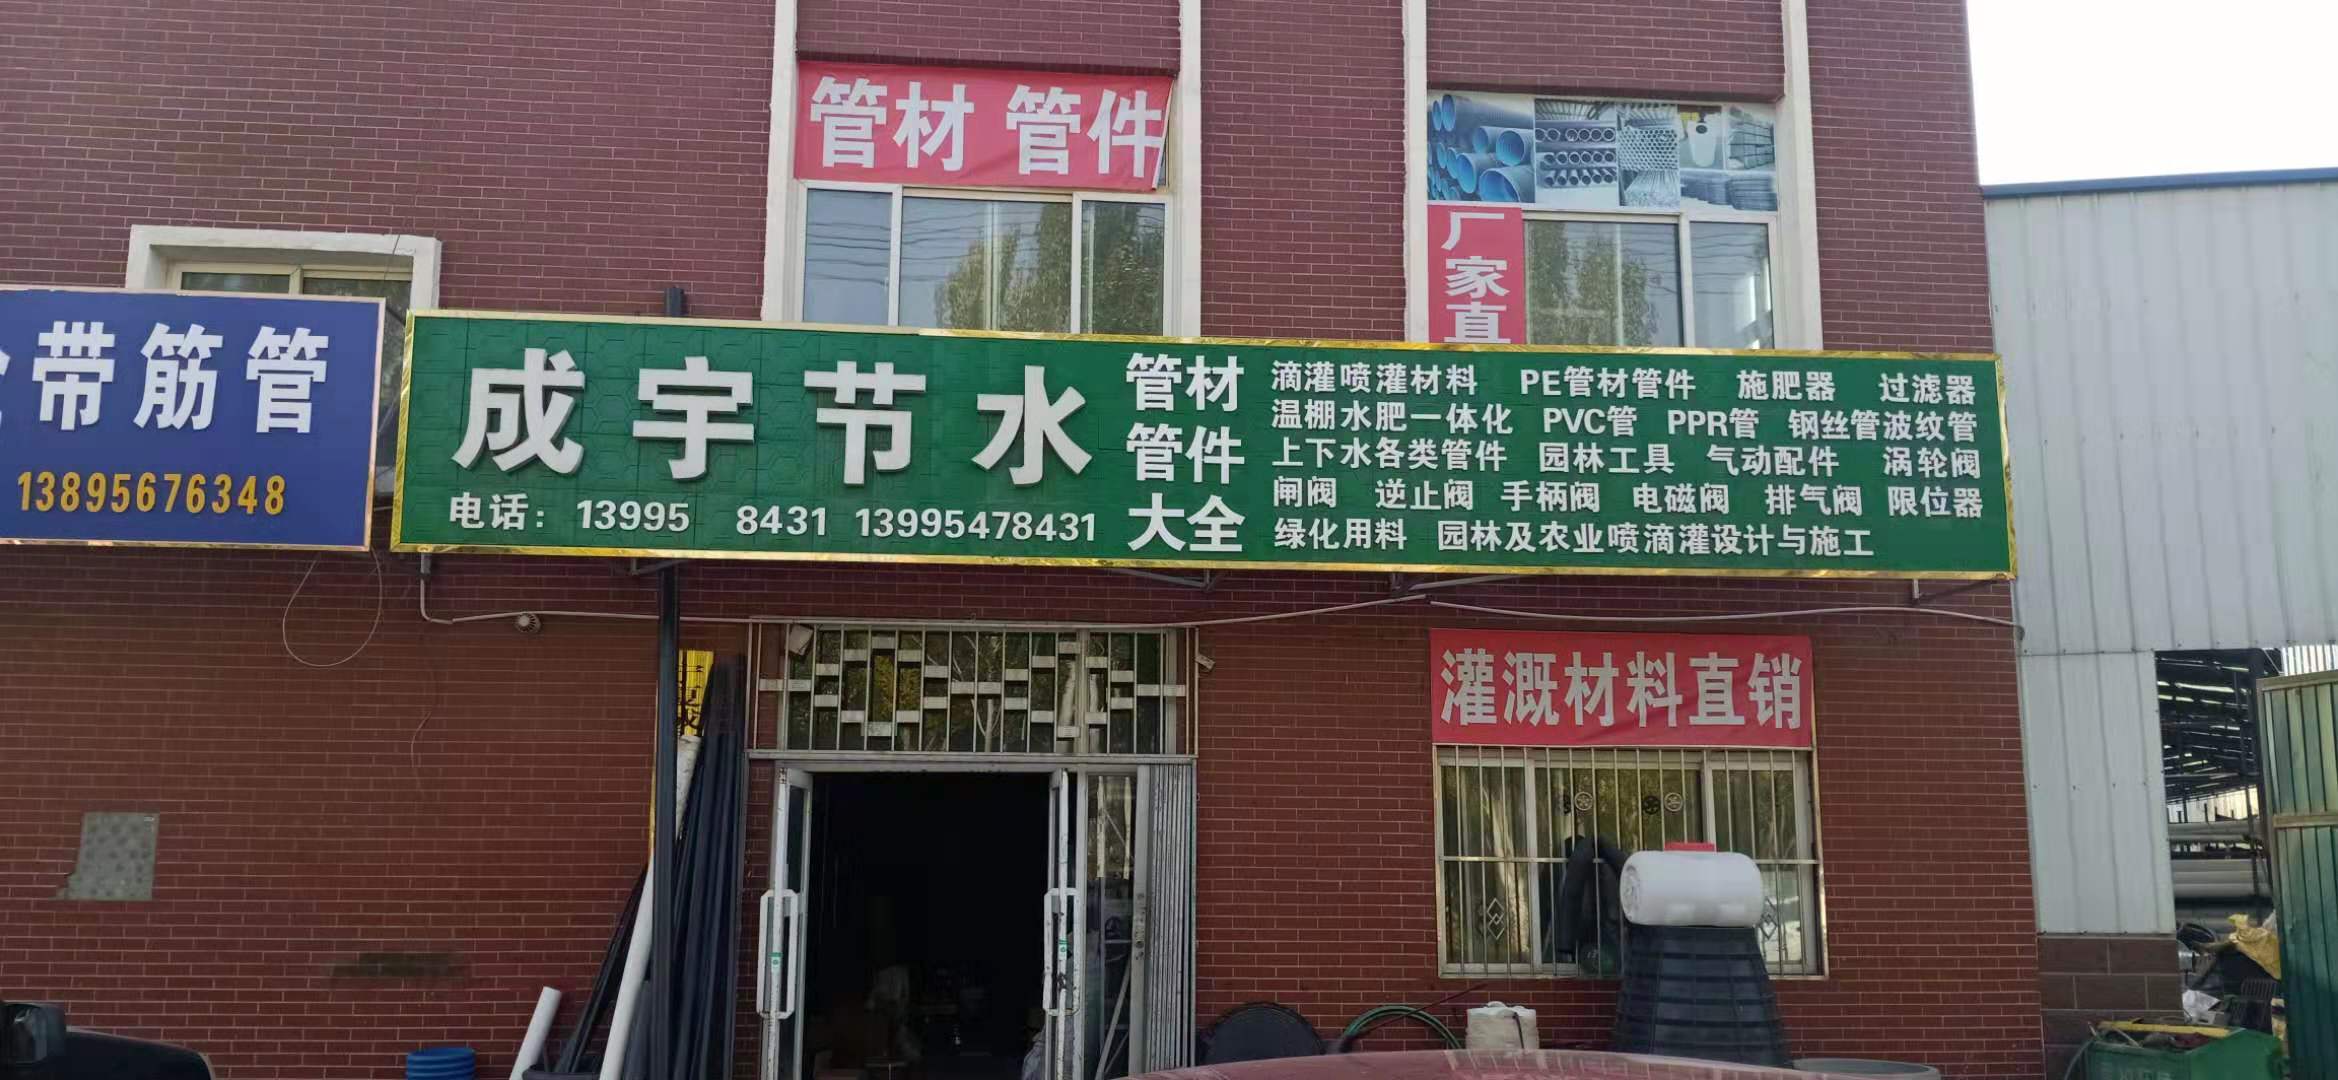 管材 管件
厂家直
带筋管
13895676348
成宇节水
电话：13995 8431 13995478431
管材
管件
大全
滴灌喷灌材料 PE管材管件 施肥器 过滤器
温棚水肥一体化 PVC管 PPR管 钢丝管波纹管
上下水各类管件 园林工具 气动配件 涡轮阀
闸阀 逆止阀 手柄阀 电磁阀 排气阀 限位器
绿化用料 园林及农业喷滴灌设计与施工
灌溉材料直销